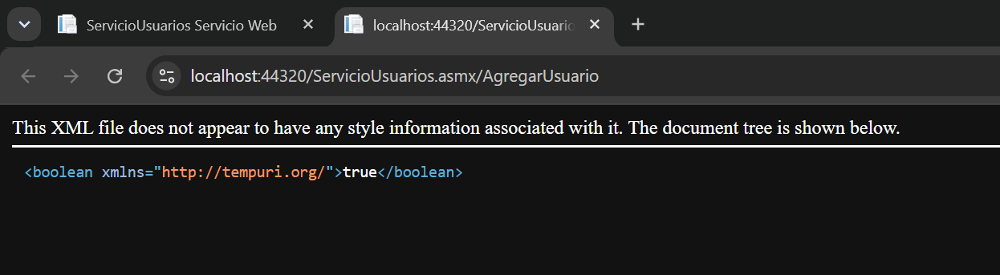 ServicioUsuarios Servicio Web
localhost:44320/ServicioUsuario
localhost:44320/ServicioUsuarios.asmx/AgregarUsuario
This XML file does not appear to have any style information associated with it. The document tree is shown below.
<boolean xmlns="http://tempuri.org/">true</boolean>